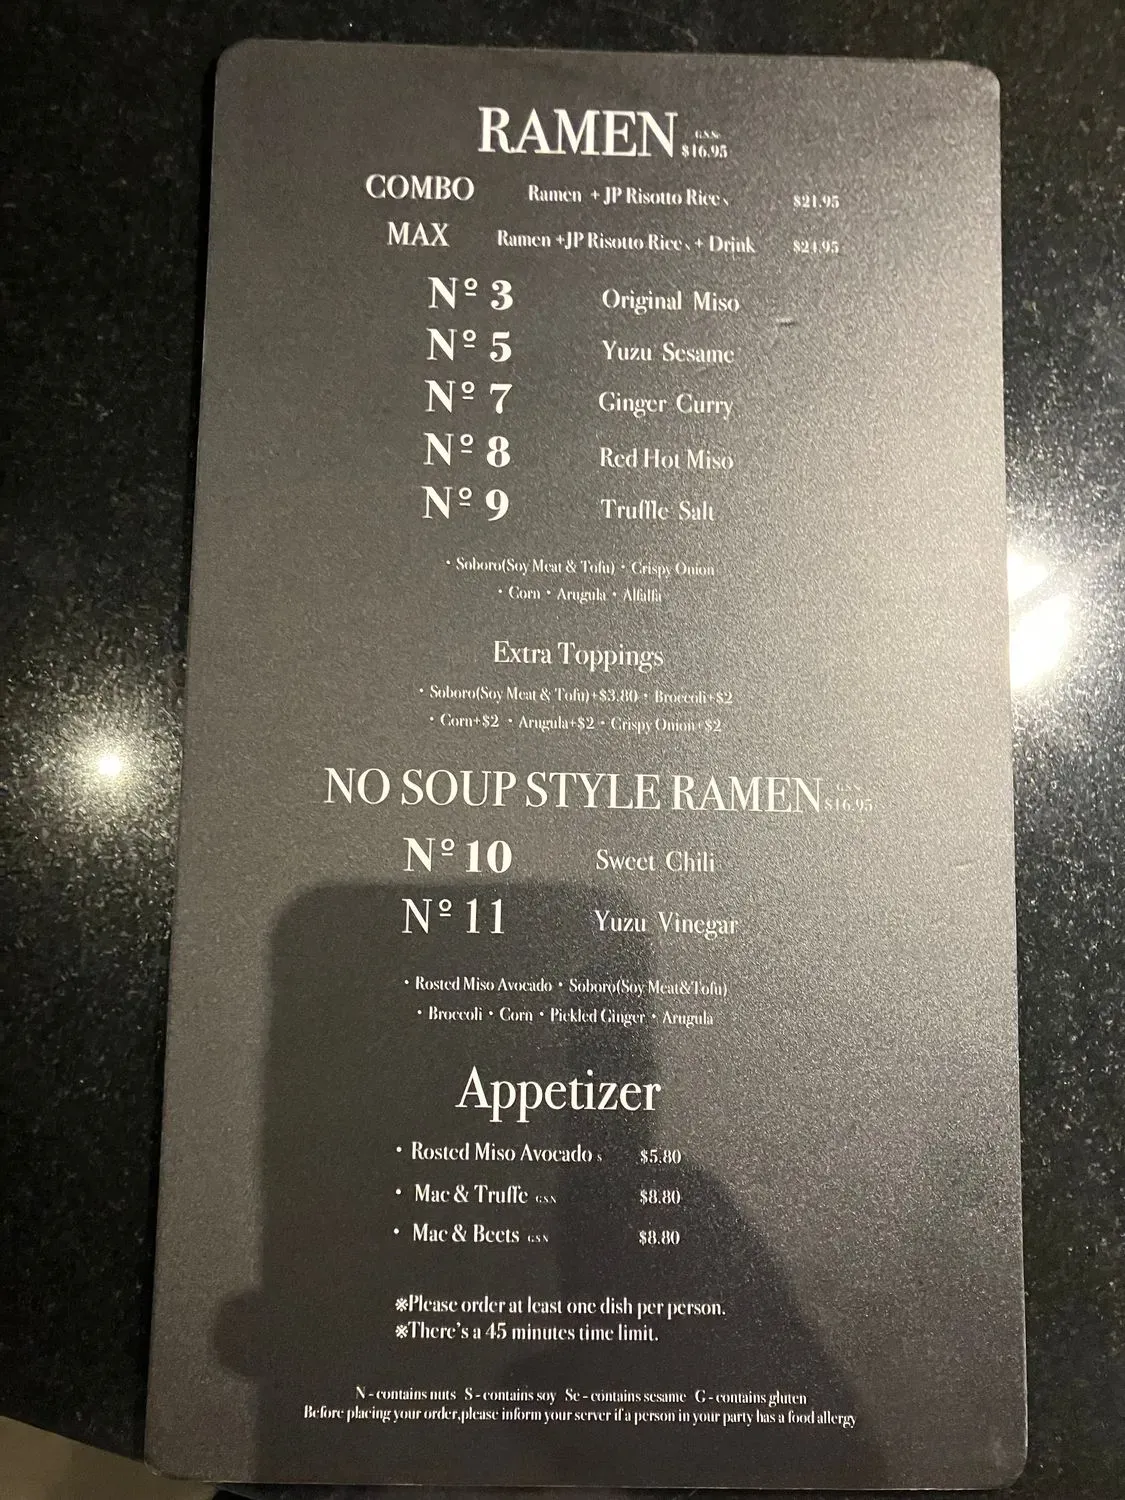 RAMEN G.S.N. $16.95
COMBO Ramen + JP Risotto Rice S $21.95
MAX Ramen +JP Risotto Rice S + Drink $24.95
Nº 3 Original Miso
Nº 5 Yuzu Sesame
Nº 7 Ginger Curry
Nº 8 Red Hot Miso
Nº 9 Truffle Salt
・Soboro(Soy Meat & Tofu)・Crispy Onion
・Corn・Arugula・Alfalfa
Extra Toppings
・Soboro(Soy Meat & Tofu)+$3.80・Broccoli+$2
・Corn+$2 ・Arugula+$2・Crispy Onion+$2
NO SOUP STYLE RAMEN G.S.N. $16.95
Nº 10 Sweet Chili
Nº 11 Yuzu Vinegar
・Rosted Miso Avocado・Soboro(Soy Meat&Tofu)
・Broccoli・Corn・Pickled Ginger・Arugula
Appetizer
・Rosted Miso Avocado S $5.80
・Mac & Truffe G.S.N $8.80
・Mac & Beets G.S.N $8.80
※Please order at least one dish per person.
※There's a 45 minutes time limit.
N - contains nuts S - contains soy Se - contains sesame G - contains gluten
Before placing your order,please inform your server if a person in your party has a food allergy